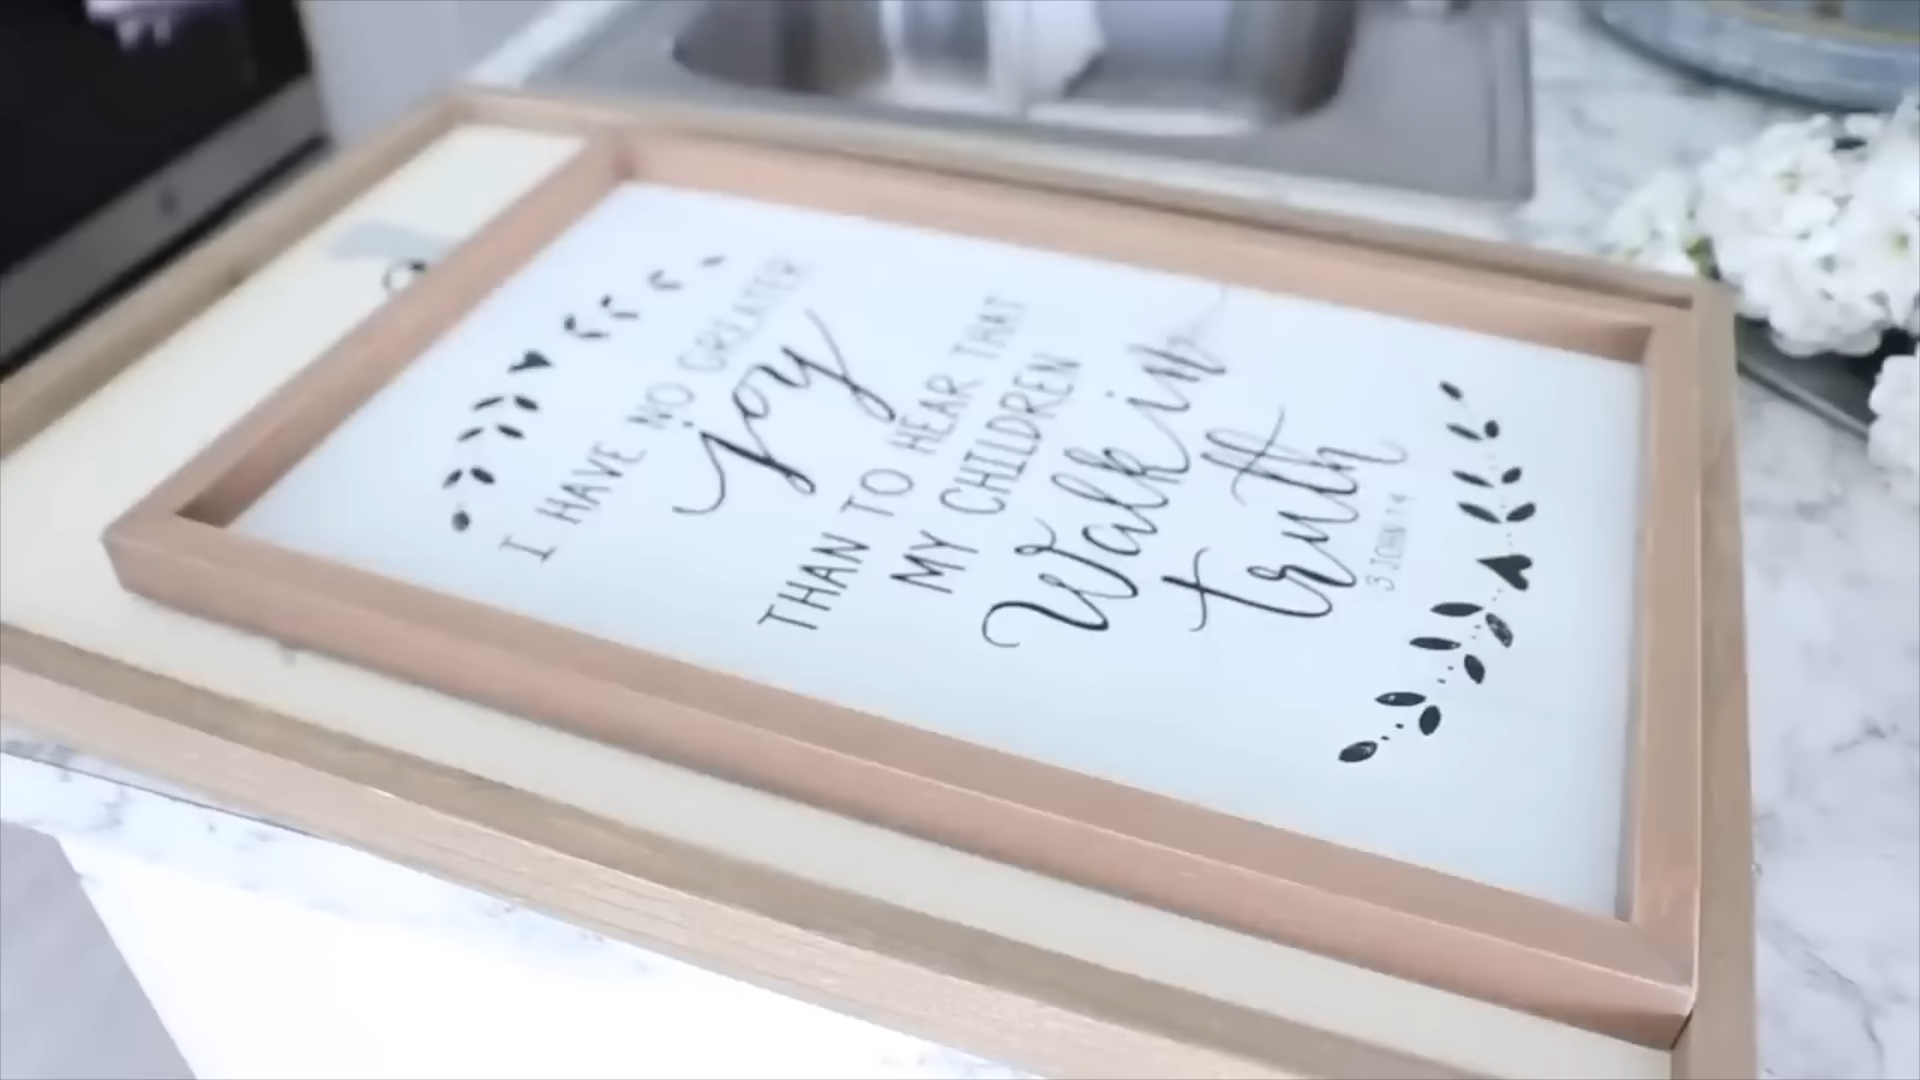 I HAVE NO GREATER
joy
THAN TO HEAR THAT
MY CHILDREN
Walk in
truth
3 JOHN 1:4